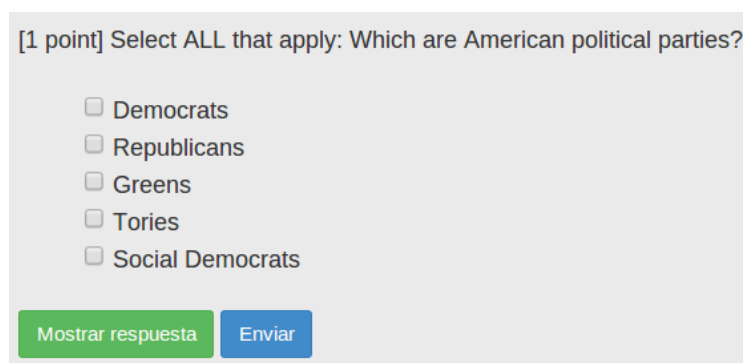 [1 point] Select ALL that apply: Which are American political parties?
Democrats
Republicans
Greens
Tories
Social Democrats
Mostrar respuesta Enviar